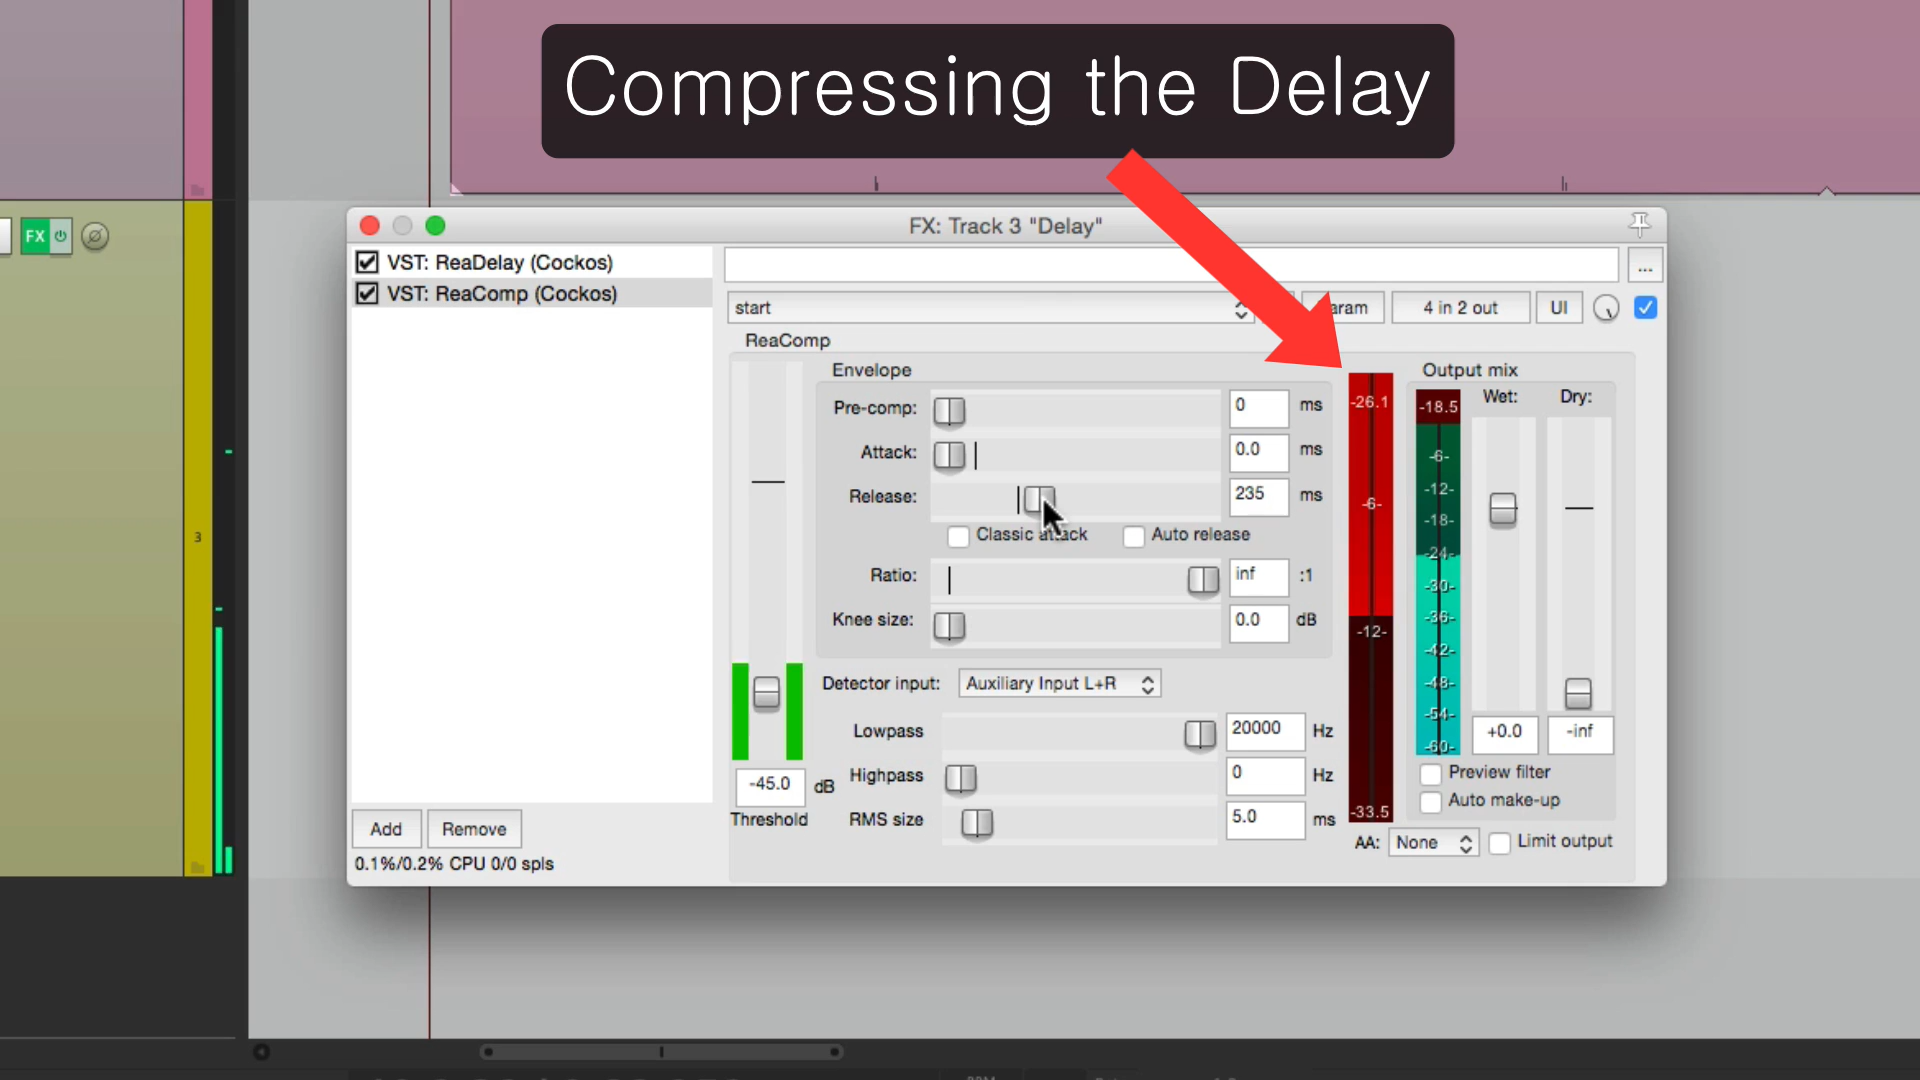 Compressing the Delay
FX: Track 3 "Delay"
FX
VST: ReaDelay (Cockos)
VST: ReaComp (Cockos)
...
start
4 in 2 out
UI
ReaComp
Envelope
Pre-comp:
0
ms
Attack:
0.0
ms
Release:
235
ms
Classic attack
Auto release
Ratio:
inf
:1
Knee size:
0.0
dB
Detector input:
Auxiliary Input L+R
Lowpass
20000
Hz
Highpass
0
Hz
RMS size
5.0
ms
-45.0
dB
Threshold
-26.1
-6-
-12-
-33.5
Output mix
Wet:
Dry:
-18.5
-6-
-12-
-18-
-24-
-30-
-36-
-42-
-48-
-54-
-60-
+0.0
-inf
Preview filter
Auto make-up
AA:
None
Limit output
3
Add
Remove
0.1%/0.2% CPU 0/0 spls